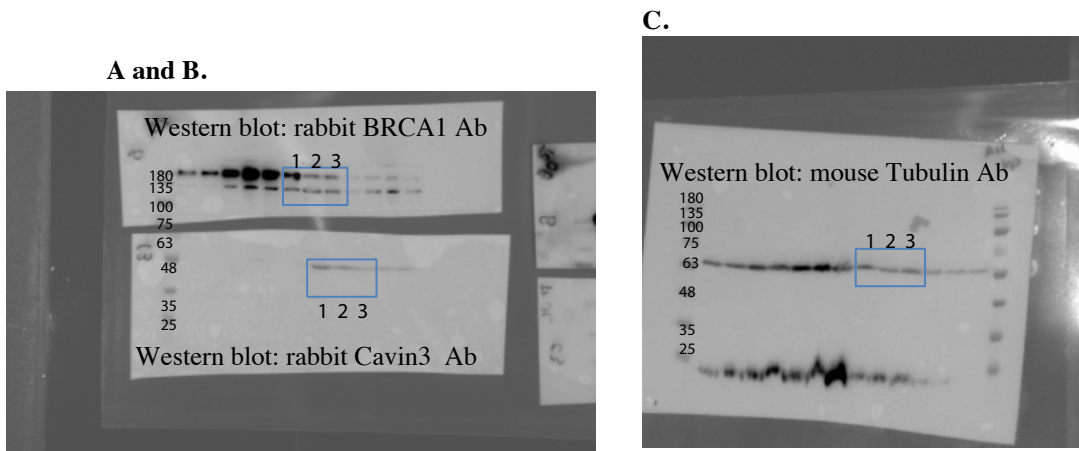 A and B.
Western blot: rabbit BRCA1 Ab
1 2 3
180
135
100
75
63
48
35
25
1 2 3
Western blot: rabbit Cavin3 Ab
C.
Western blot: mouse Tubulin Ab
180
135
100
75
63
48
35
25
1 2 3